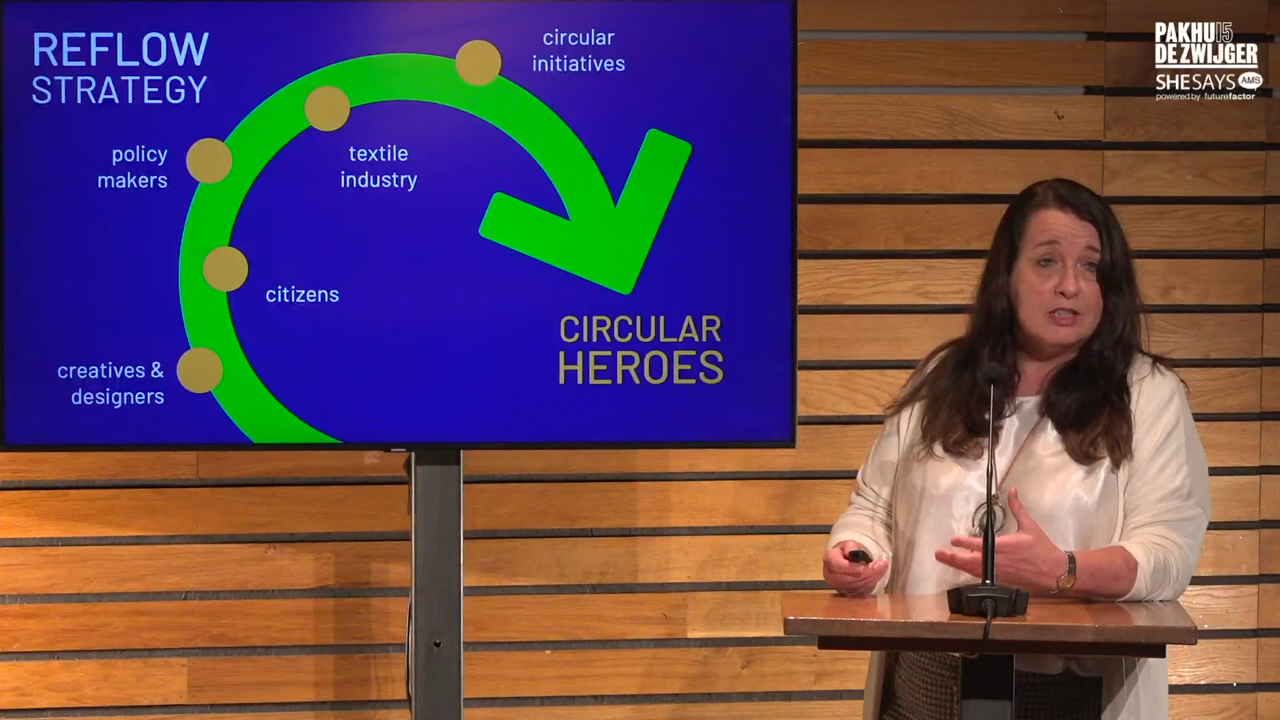 REFLOW
STRATEGY
circular
initiatives
policy
makers
textile
industry
citizens
creatives &
designers
CIRCULAR
HEROES
PAKHU15
DE ZWIJGER
SHESAYS AMS
powered by futurefactor